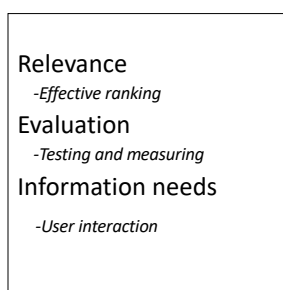 Relevance
-Effective ranking
Evaluation
-Testing and measuring
Information needs
-User interaction